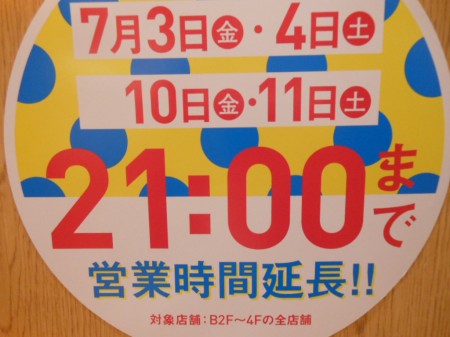 7月3日金・4日土
10日金・11日土
21:00まで
営業時間延長!!
対象店舗：B2F〜4Fの全店舗